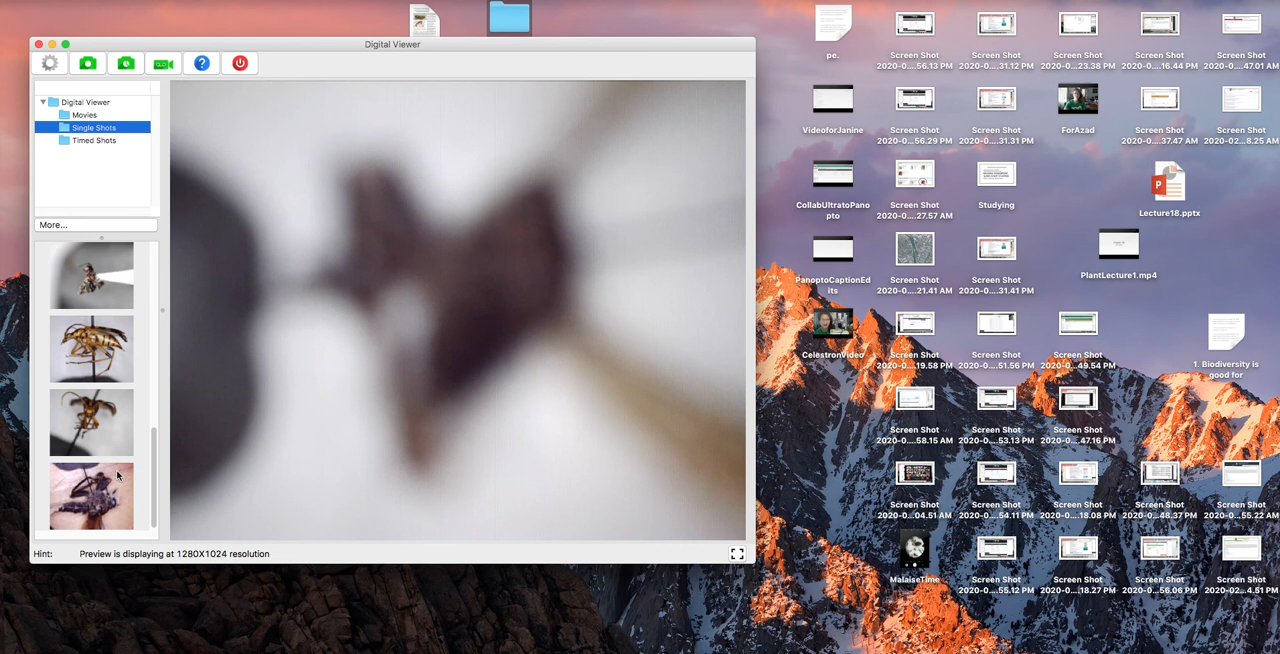 Digital Viewer
Digital Viewer
Movies
Single Shots
Timed Shots
More...
Hint: Preview is displaying at 1280X1024 resolution
pe.
Screen Shot
2020-0....56.13 PM
Screen Shot
2020-0....31.12 PM
Screen Shot
2020-0....23.38 PM
Screen Shot
2020-0....16.44 PM
Screen Shot
2020-0....47.01 AM
VideoforJanine
Screen Shot
2020-0....56.29 PM
Screen Shot
2020-0....31.31 PM
ForAzad
Screen Shot
2020-0....37.47 AM
Screen Shot
2020-02...8.25 AM
CollabUltratoPano
pto
Screen Shot
2020-0....27.57 AM
Studying
P
Lecture18.pptx
PanoptoCaptionEd
its
Screen Shot
2020-0....21.41 AM
Screen Shot
2020-0....31.41 PM
PlantLecture1.mp4
CelestronVideo
Screen Shot
2020-0....19.58 PM
Screen Shot
2020-0....51.56 PM
Screen Shot
2020-0....49.54 PM
1. Biodiversity is
good for
Screen Shot
2020-0....58.15 AM
Screen Shot
2020-0....53.13 PM
Screen Shot
2020-0....47.16 PM
Screen Shot
2020-0....04.51 AM
Screen Shot
2020-0....54.11 PM
Screen Shot
2020-0....18.08 PM
Screen Shot
2020-0....48.37 PM
Screen Shot
2020-0....55.22 AM
MalaiseTime
Screen Shot
2020-0....55.12 PM
Screen Shot
2020-0....18.27 PM
Screen Shot
2020-0....56.06 PM
Screen Shot
2020-02...4.51 PM